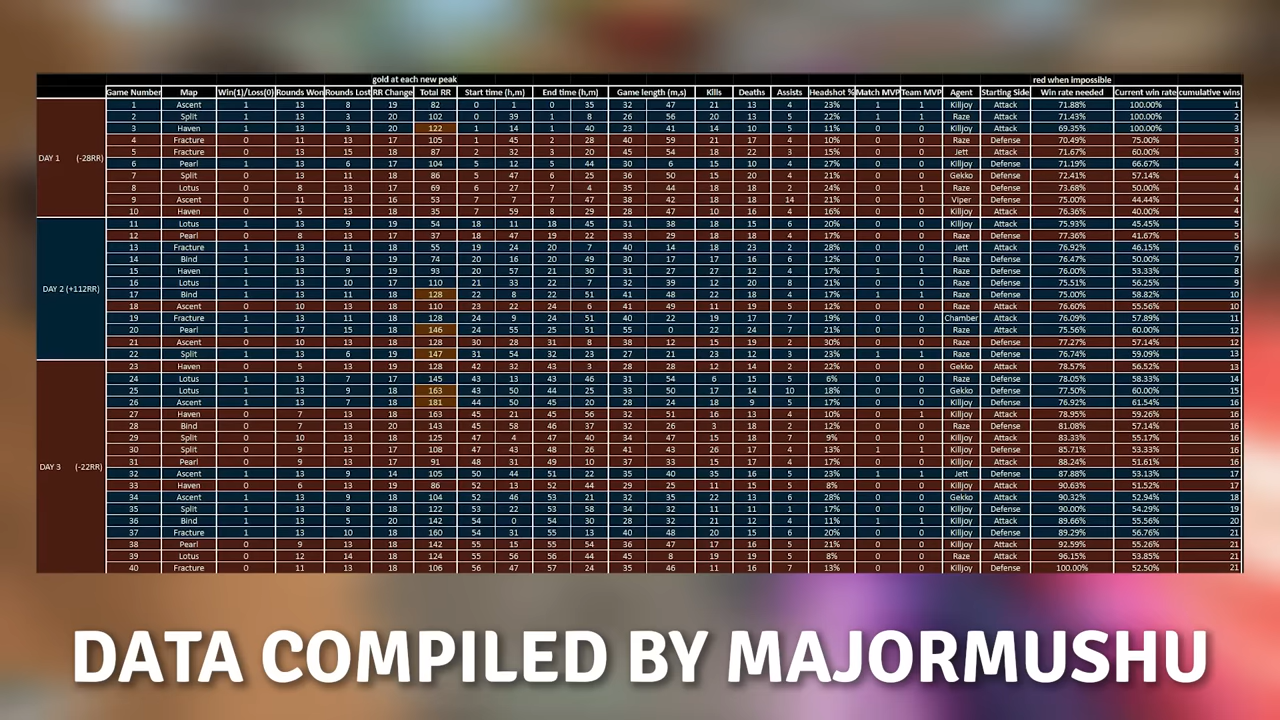 gold at each new peak red when impossible
Game Number Map Win(1)/Loss(0) Rounds Won Rounds Lost RR Change Total RR Start time (h,m) End time (h,m) Game length (m,s) Kills Deaths Assists Headshot % Match MVP Team MVP Agent Starting Side Win rate needed Current win rate cumulative wins
1 Ascent 1 13 8 19 82 0 1 0 35 32 47 21 13 4 23% 1 1 Killjoy Attack 71.88% 100.00% 1
2 Split 1 13 3 20 102 0 39 1 8 26 56 20 13 5 22% 1 1 Raze Attack 71.43% 100.00% 2
3 Haven 1 13 3 20 122 1 14 1 40 23 41 14 10 5 11% 0 0 Killjoy Attack 69.35% 100.00% 3
4 Fracture 0 11 13 17 105 1 45 2 28 40 59 21 17 4 10% 0 1 Raze Defense 70.49% 75.00% 3
5 Fracture 0 13 15 18 87 2 32 3 20 45 54 18 22 3 15% 0 0 Jett Attack 71.67% 60.00% 3
DAY 1 (-28RR)
6 Pearl 1 13 6 17 104 5 12 5 44 30 6 15 10 4 27% 0 0 Killjoy Defense 71.19% 66.67% 4
7 Split 0 13 11 18 86 5 47 6 25 36 50 15 20 4 21% 0 0 Gekko Defense 72.41% 57.14% 4
8 Lotus 0 8 13 17 69 6 27 7 4 35 44 18 18 2 24% 0 1 Raze Defense 73.68% 50.00% 4
9 Ascent 0 11 13 16 53 7 7 7 47 38 42 18 18 14 21% 0 1 Viper Defense 75.00% 44.44% 4
10 Haven 0 5 13 18 35 7 59 8 29 28 47 10 16 4 16% 0 0 Killjoy Attack 76.36% 40.00% 4
11 Lotus 1 13 9 19 54 18 11 18 45 31 38 18 15 6 20% 0 0 Killjoy Attack 75.93% 45.45% 5
12 Pearl 0 8 13 17 37 18 47 19 22 33 29 18 18 4 17% 0 1 Raze Defense 77.36% 41.67% 5
13 Fracture 1 13 11 18 55 19 24 20 7 40 14 18 23 2 28% 0 0 Jett Attack 76.92% 46.15% 6
14 Bind 1 13 9 19 74 20 16 20 49 30 17 17 16 4 12% 0 0 Raze Attack 76.47% 50.00% 7
15 Haven 1 13 9 19 93 20 57 21 30 31 27 27 12 4 17% 1 1 Raze Attack 76.00% 53.33% 8
16 Lotus 1 13 10 17 110 21 33 22 7 32 39 12 20 8 21% 0 0 Raze Attack 75.51% 56.25% 9
DAY 2 (+112RR)
17 Bind 1 13 11 18 128 22 8 22 51 41 48 22 18 4 17% 1 1 Raze Attack 75.00% 58.82% 10
18 Ascent 0 10 13 18 110 23 22 24 6 41 49 11 19 5 12% 0 0 Raze Attack 76.60% 55.56% 10
19 Fracture 1 13 11 18 128 24 9 24 51 40 22 19 17 7 19% 0 0 Chamber Attack 76.09% 57.89% 11
20 Pearl 1 17 15 18 146 24 55 25 51 55 0 22 24 7 21% 0 0 Raze Attack 75.56% 60.00% 12
21 Ascent 0 10 13 18 128 30 28 31 8 38 12 15 19 2 30% 0 0 Raze Attack 77.27% 57.14% 12
22 Split 1 13 6 19 147 31 54 32 23 27 21 23 12 3 23% 1 1 Raze Defense 76.74% 59.09% 13
23 Haven 0 5 13 19 128 42 32 43 3 28 28 12 14 2 22% 0 0 Gekko Attack 78.57% 56.52% 13
24 Lotus 1 13 7 17 145 43 13 43 46 31 54 6 15 5 6% 0 0 Raze Defense 78.05% 58.33% 14
25 Lotus 1 13 9 18 163 43 50 44 25 33 50 17 14 10 18% 0 0 Gekko Defense 77.50% 60.00% 15
26 Ascent 1 13 7 18 181 44 50 45 20 28 24 18 9 5 17% 0 0 Killjoy Attack 76.92% 61.54% 16
27 Haven 0 7 13 18 163 45 21 45 56 32 51 16 13 4 10% 0 1 Killjoy Attack 78.95% 59.26% 16
28 Bind 0 7 13 20 143 45 58 46 37 32 26 3 18 2 12% 0 0 Raze Defense 81.08% 57.14% 16
29 Split 0 10 13 18 125 47 4 47 40 34 47 15 18 7 9% 0 0 Killjoy Attack 83.33% 55.17% 16
30 Split 0 9 13 17 108 47 43 48 26 41 43 26 17 4 13% 1 1 Killjoy Attack 85.71% 53.33% 16
31 Pearl 0 9 13 17 91 48 31 49 10 37 33 15 17 4 17% 0 0 Killjoy Attack 88.24% 51.61% 16
DAY 3 (-22RR)
32 Ascent 1 13 9 14 105 50 44 51 22 35 40 35 16 5 23% 1 1 Jett Defense 87.88% 53.13% 17
33 Haven 0 6 13 19 86 52 13 52 44 29 25 11 15 5 8% 0 0 Killjoy Attack 90.63% 51.52% 17
34 Ascent 1 13 9 18 104 52 46 53 21 32 35 22 13 6 28% 0 0 Gekko Attack 90.32% 52.94% 18
35 Split 1 13 8 18 122 53 22 53 58 34 32 11 11 1 17% 0 0 Killjoy Defense 90.00% 54.29% 19
36 Bind 1 13 5 20 142 54 0 54 30 28 32 21 12 4 11% 1 1 Killjoy Attack 89.66% 55.56% 20
37 Fracture 1 13 10 18 160 54 31 55 13 40 48 20 15 6 20% 0 1 Killjoy Defense 89.29% 56.76% 21
38 Pearl 0 9 13 18 142 55 15 55 54 36 47 17 16 5 21% 0 0 Killjoy Attack 92.59% 55.26% 21
39 Lotus 0 12 14 18 124 55 56 56 44 45 8 19 19 5 8% 0 0 Raze Attack 96.15% 53.85% 21
40 Fracture 0 11 13 18 106 56 47 57 24 35 46 11 16 7 13% 0 0 Killjoy Defense 100.00% 52.50% 21
DATA COMPILED BY MAJORMUSHU